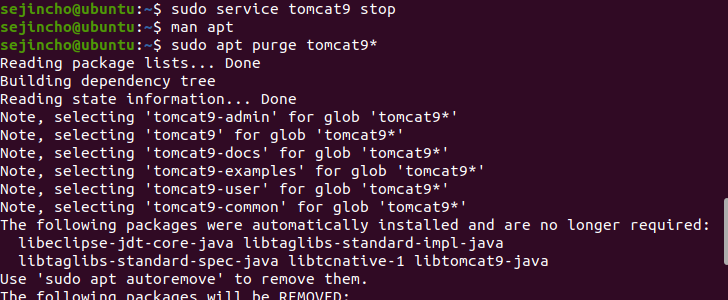 sejincho@ubuntu:~$ sudo service tomcat9 stop
sejincho@ubuntu:~$ man apt
sejincho@ubuntu:~$ sudo apt purge tomcat9*
Reading package lists... Done
Building dependency tree
Reading state information... Done
Note, selecting 'tomcat9-admin' for glob 'tomcat9*'
Note, selecting 'tomcat9' for glob 'tomcat9*'
Note, selecting 'tomcat9-docs' for glob 'tomcat9*'
Note, selecting 'tomcat9-examples' for glob 'tomcat9*'
Note, selecting 'tomcat9-user' for glob 'tomcat9*'
Note, selecting 'tomcat9-common' for glob 'tomcat9*'
The following packages were automatically installed and are no longer required:
  libeclipse-jdt-core-java libtaglibs-standard-impl-java
  libtaglibs-standard-spec-java libtcnative-1 libtomcat9-java
Use 'sudo apt autoremove' to remove them.
The following packages will be REMOVED: